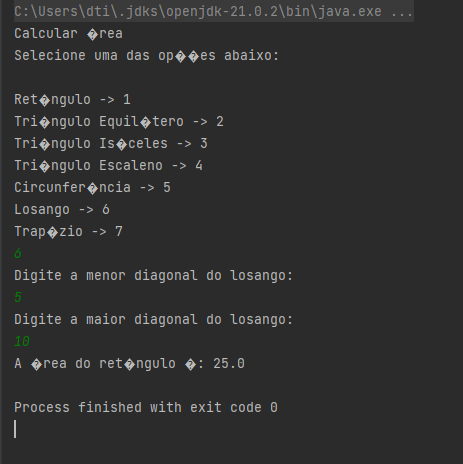 C:\Users\dti\.jdks\openjdk-21.0.2\bin\java.exe ...
Calcular �rea
Selecione uma das op��es abaixo:
Ret�ngulo -> 1
Tri�ngulo Equil�tero -> 2
Tri�ngulo Is�celes -> 3
Tri�ngulo Escaleno -> 4
Circunfer�ncia -> 5
Losango -> 6
Trap�zio -> 7
6
Digite a menor diagonal do losango:
5
Digite a maior diagonal do losango:
10
A �rea do ret�ngulo �: 25.0
Process finished with exit code 0